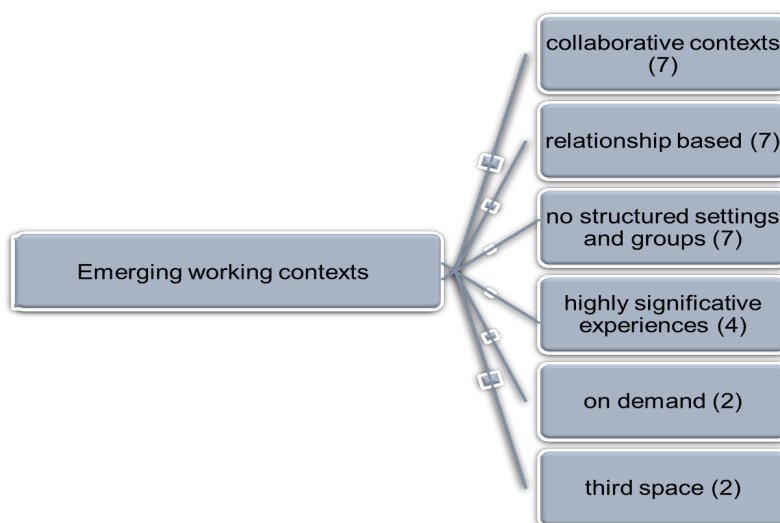 Emerging working contexts
collaborative contexts
(7)
relationship based (7)
no structured settings
and groups (7)
highly significative
experiences (4)
on demand (2)
third space (2)